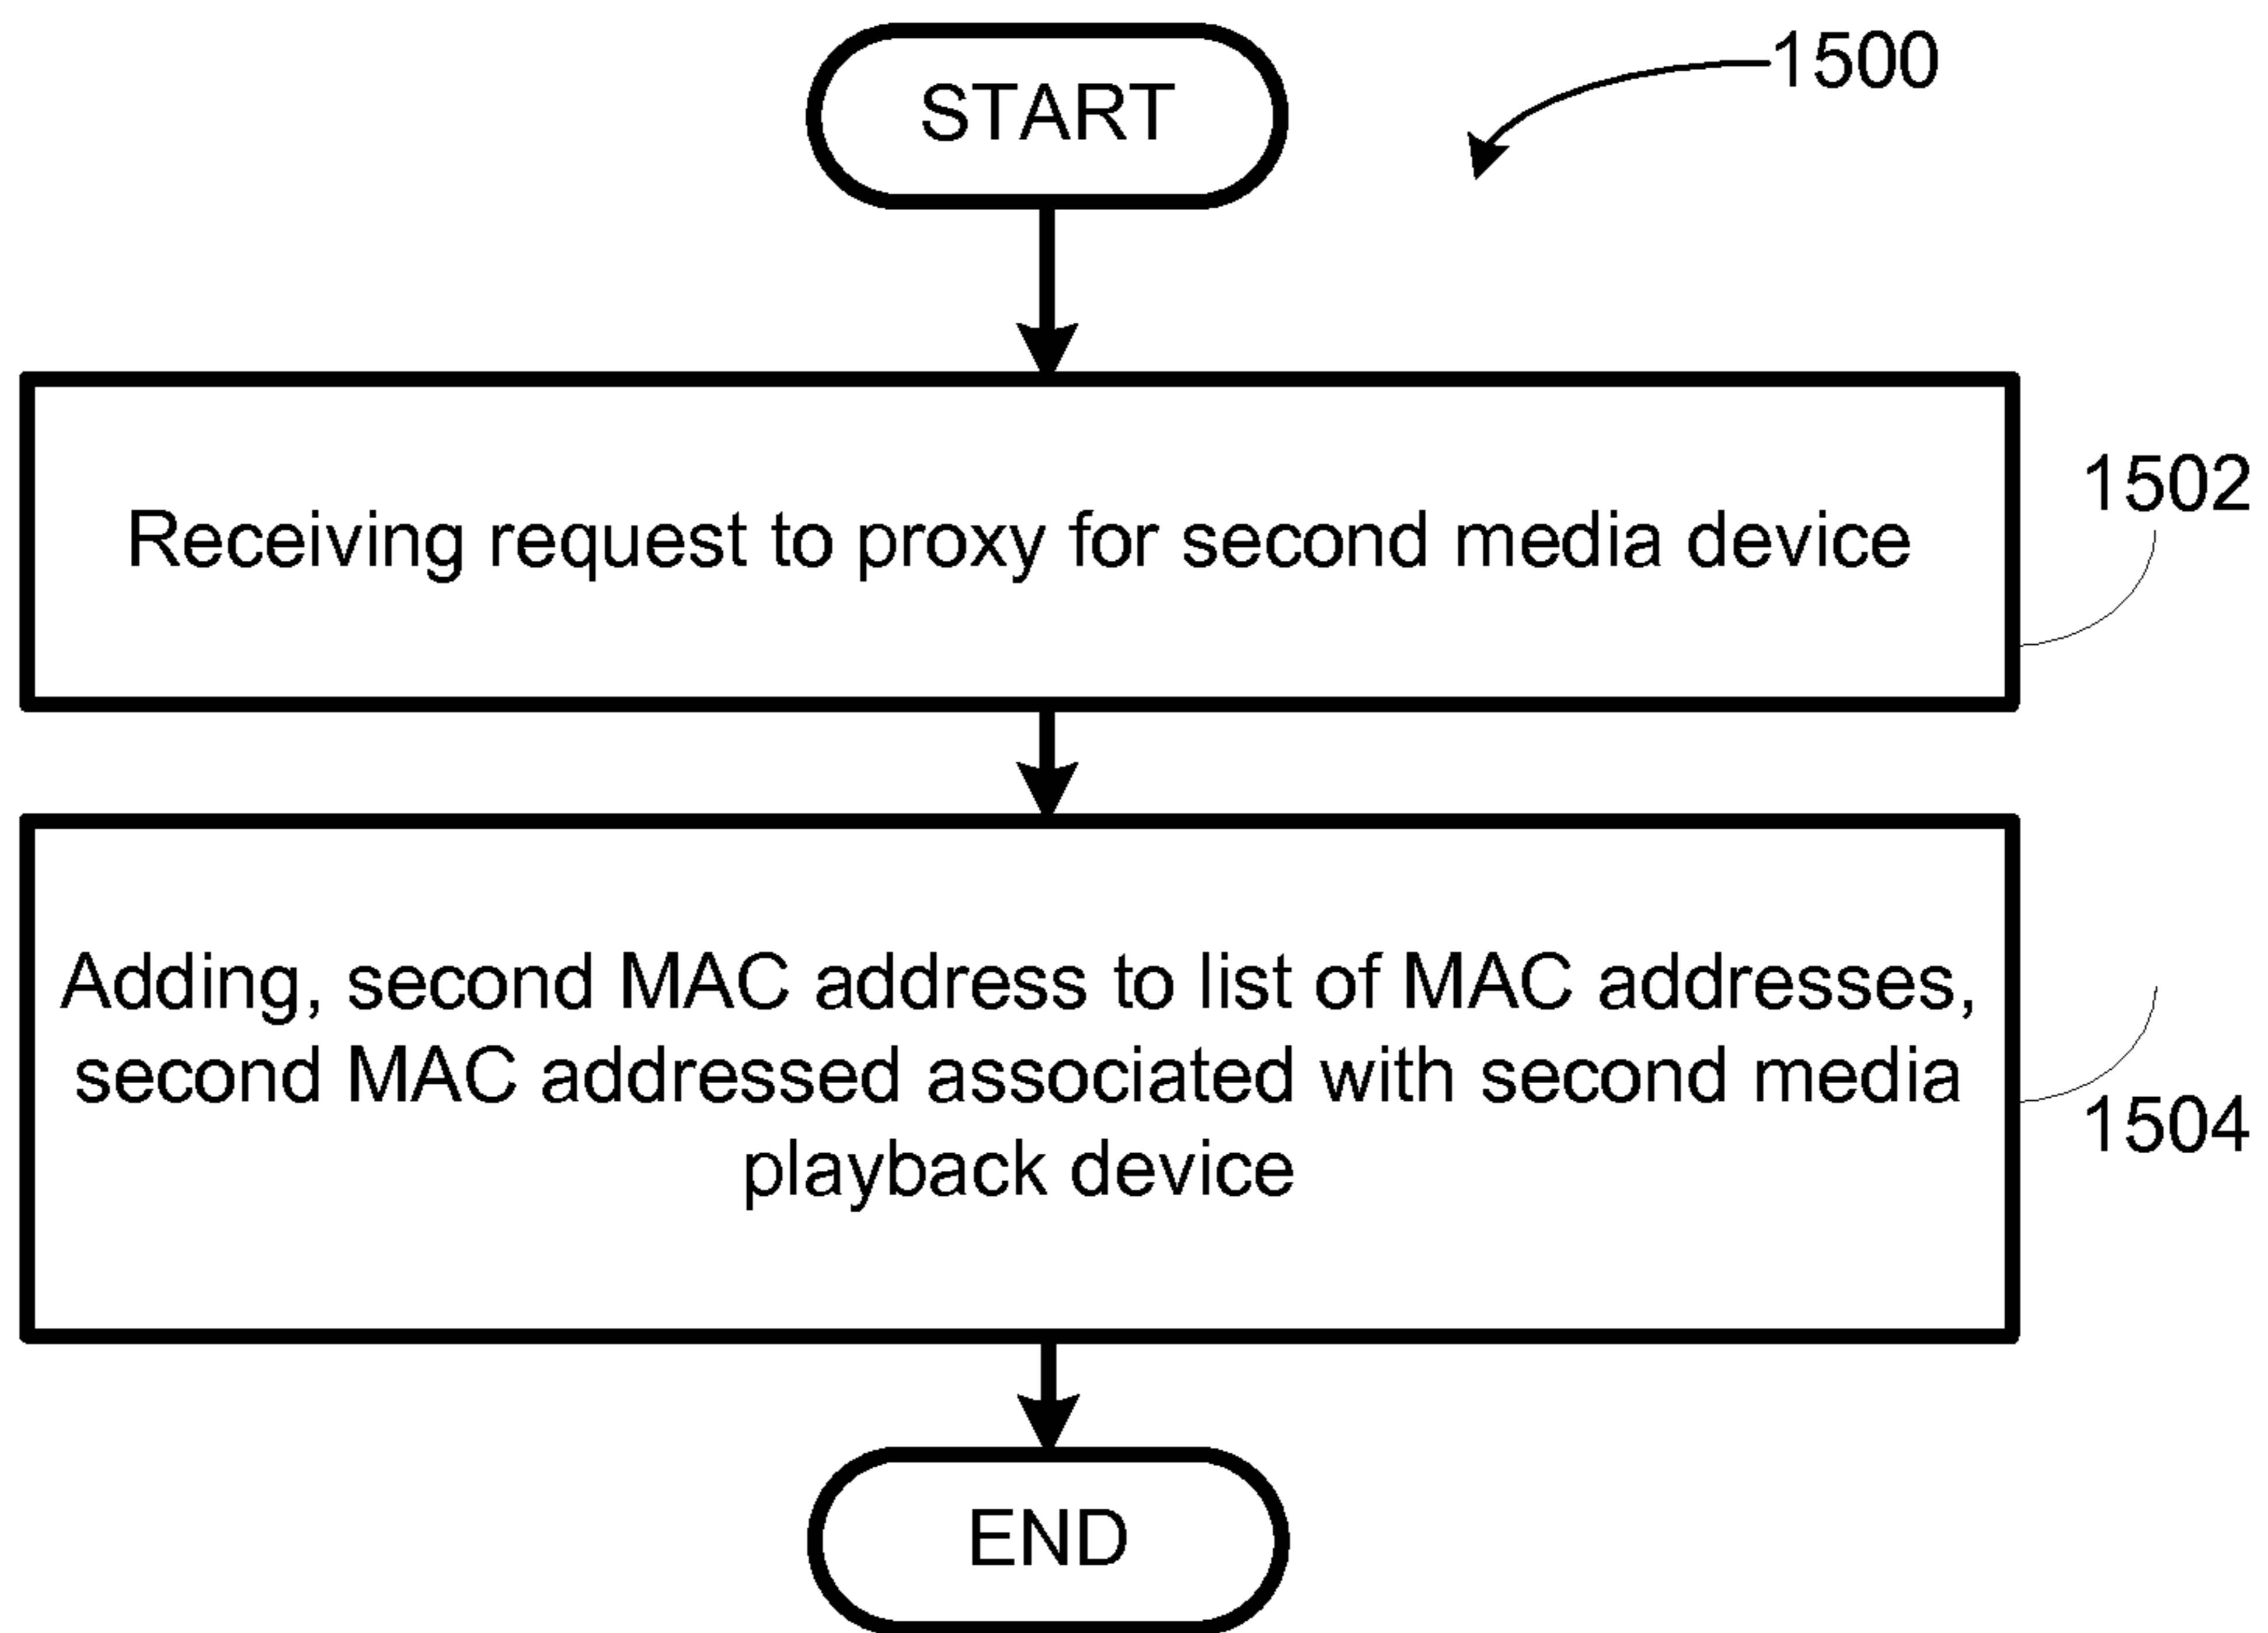 START
1500
Receiving request to proxy for second media device
1502
Adding, second MAC address to list of MAC addresses,
second MAC addressed associated with second media
playback device
1504
END